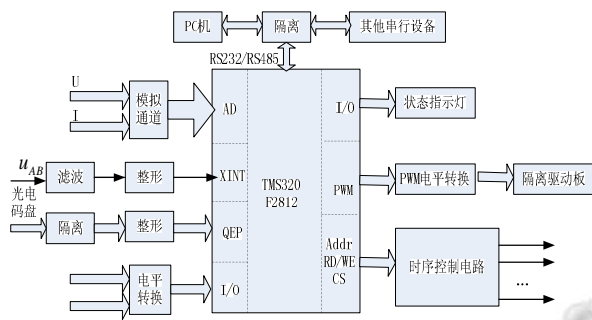 PC机
隔离
其他串行设备
RS232/RS485
U
I
模拟
通道
AD
I/O
状态指示灯
u_AB
滤波
整形
XINT
TMS320
F2812
PWM
PWM电平转换
隔离驱动板
光电
码盘
隔离
整形
QEP
Addr
RD/WE
CS
时序控制电路
...
电平
转换
I/O